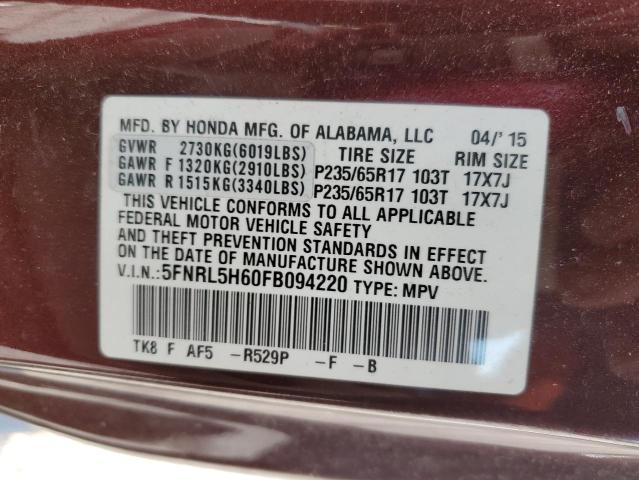 MFD. BY HONDA MFG. OF ALABAMA, LLC 04/'15
GVWR 2730KG(6019LBS) TIRE SIZE RIM SIZE
GAWR F 1320KG(2910LBS) P235/65R17 103T 17X7J
GAWR R 1515KG(3340LBS) P235/65R17 103T 17X7J
THIS VEHICLE CONFORMS TO ALL APPLICABLE
FEDERAL MOTOR VEHICLE SAFETY
AND THEFT PREVENTION STANDARDS IN EFFECT
ON THE DATE OF MANUFACTURE SHOWN ABOVE.
V.I.N.: 5FNRL5H60FB094220 TYPE: MPV
TK8 F AF5 -R529P -F -B